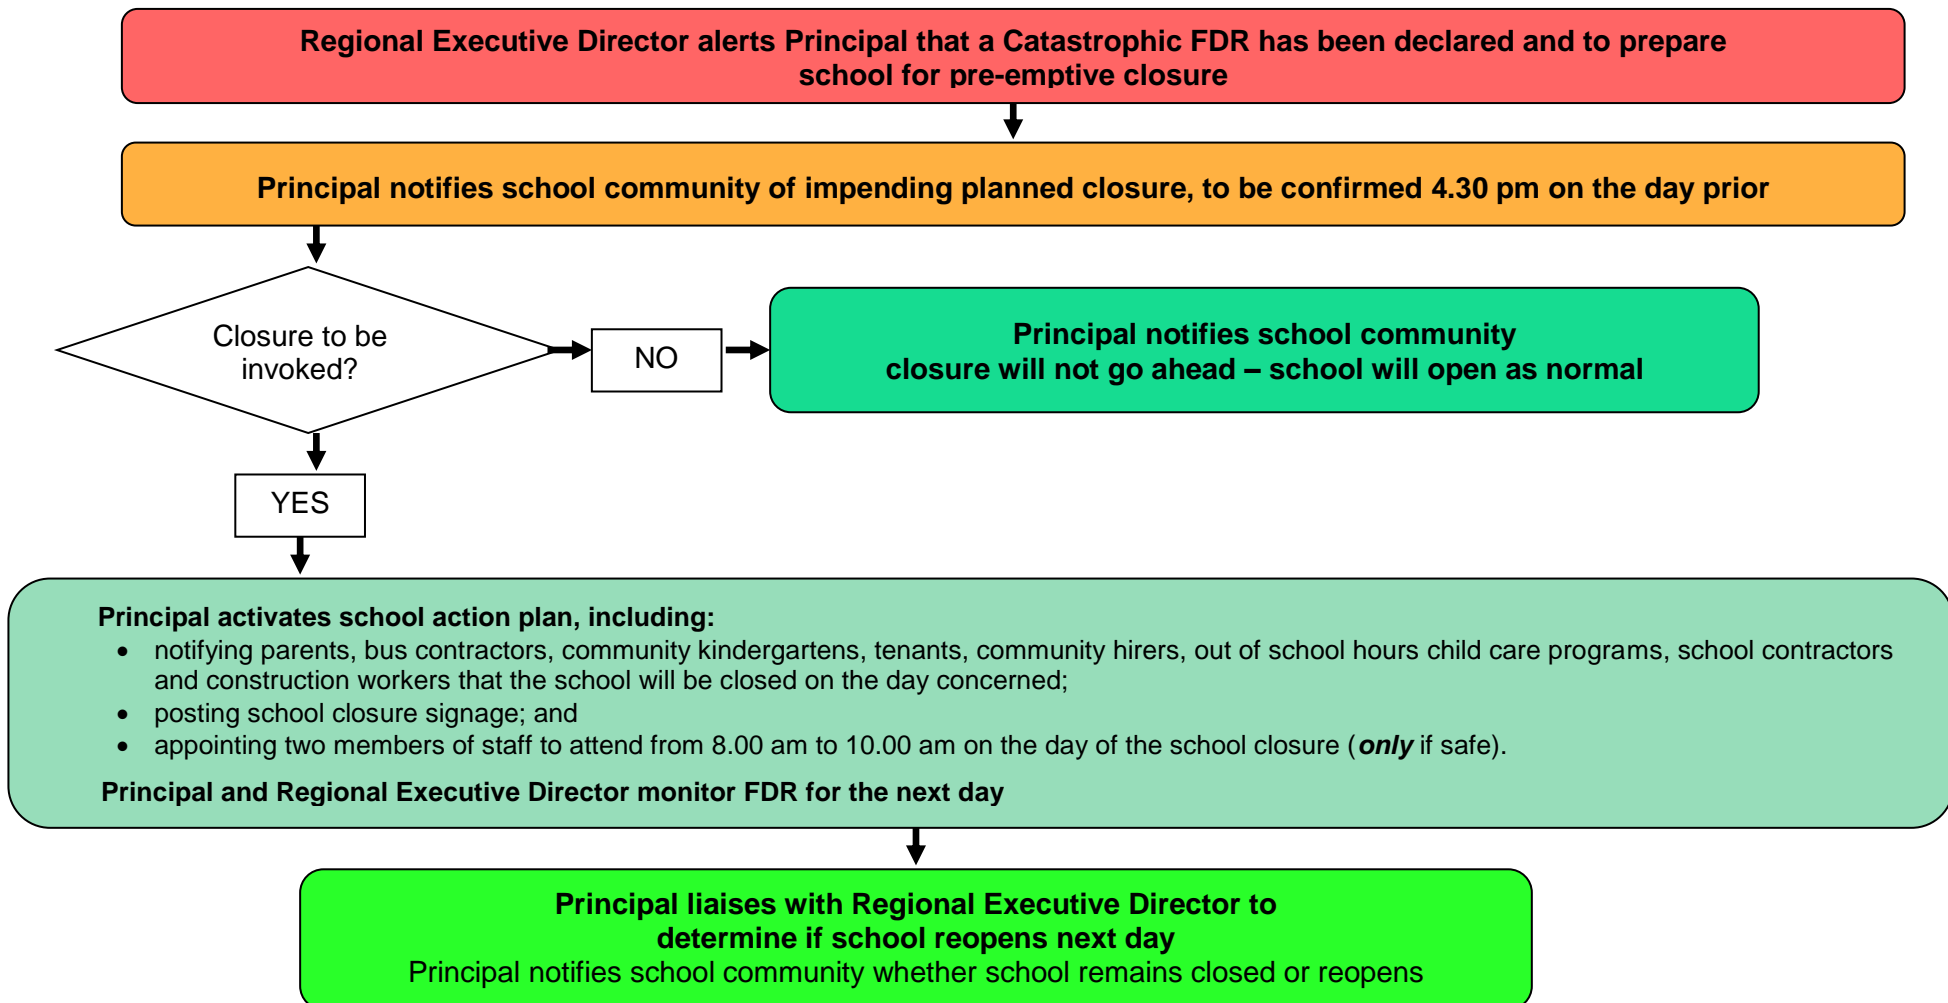 Regional Executive Director alerts Principal that a Catastrophic FDR has been declared and to prepare
school for pre-emptive closure
Principal notifies school community of impending planned closure, to be confirmed 4.30 pm on the day prior
Closure to be
invoked?
NO
Principal notifies school community
closure will not go ahead – school will open as normal
YES
Principal activates school action plan, including:
• notifying parents, bus contractors, community kindergartens, tenants, community hirers, out of school hours child care programs, school contractors
and construction workers that the school will be closed on the day concerned;
• posting school closure signage; and
• appointing two members of staff to attend from 8.00 am to 10.00 am on the day of the school closure (only if safe).
Principal and Regional Executive Director monitor FDR for the next day
Principal liaises with Regional Executive Director to
determine if school reopens next day
Principal notifies school community whether school remains closed or reopens